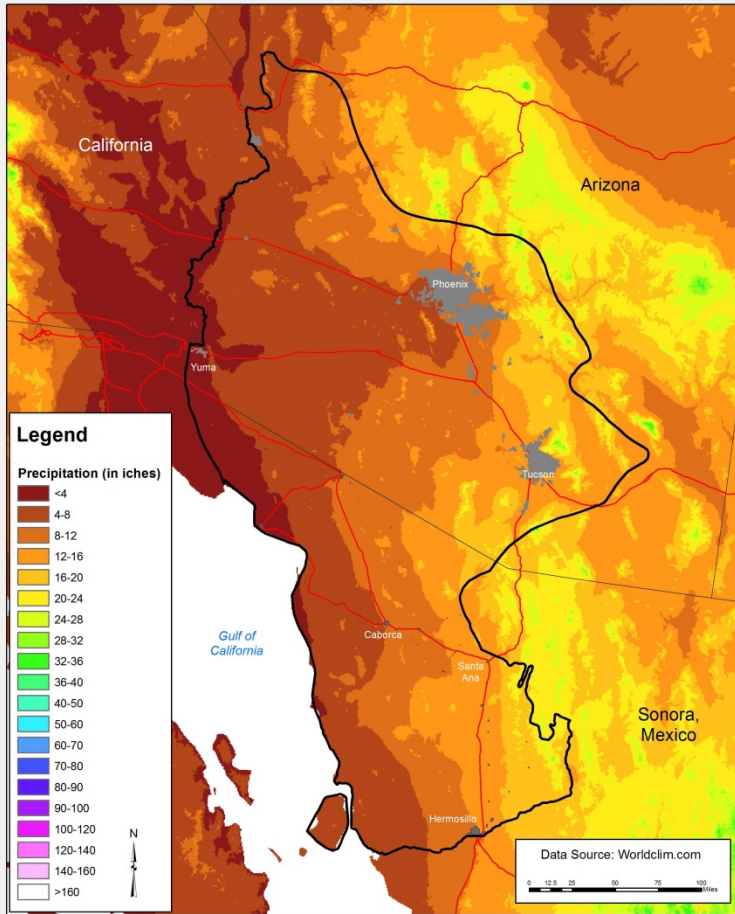 California
Arizona
Phoenix
Yuma
Tucson
Legend
Precipitation (in iches)
<4
4-8
8-12
12-16
16-20
20-24
24-28
28-32
32-36
36-40
40-50
50-60
60-70
70-80
80-90
90-100
100-120
120-140
140-160
>160
N
Gulf of
California
Caborca
Santa
Ana
Sonora,
Mexico
Hermosillo
Data Source: Worldclim.com
0 12.5 25 50 75 100
Miles